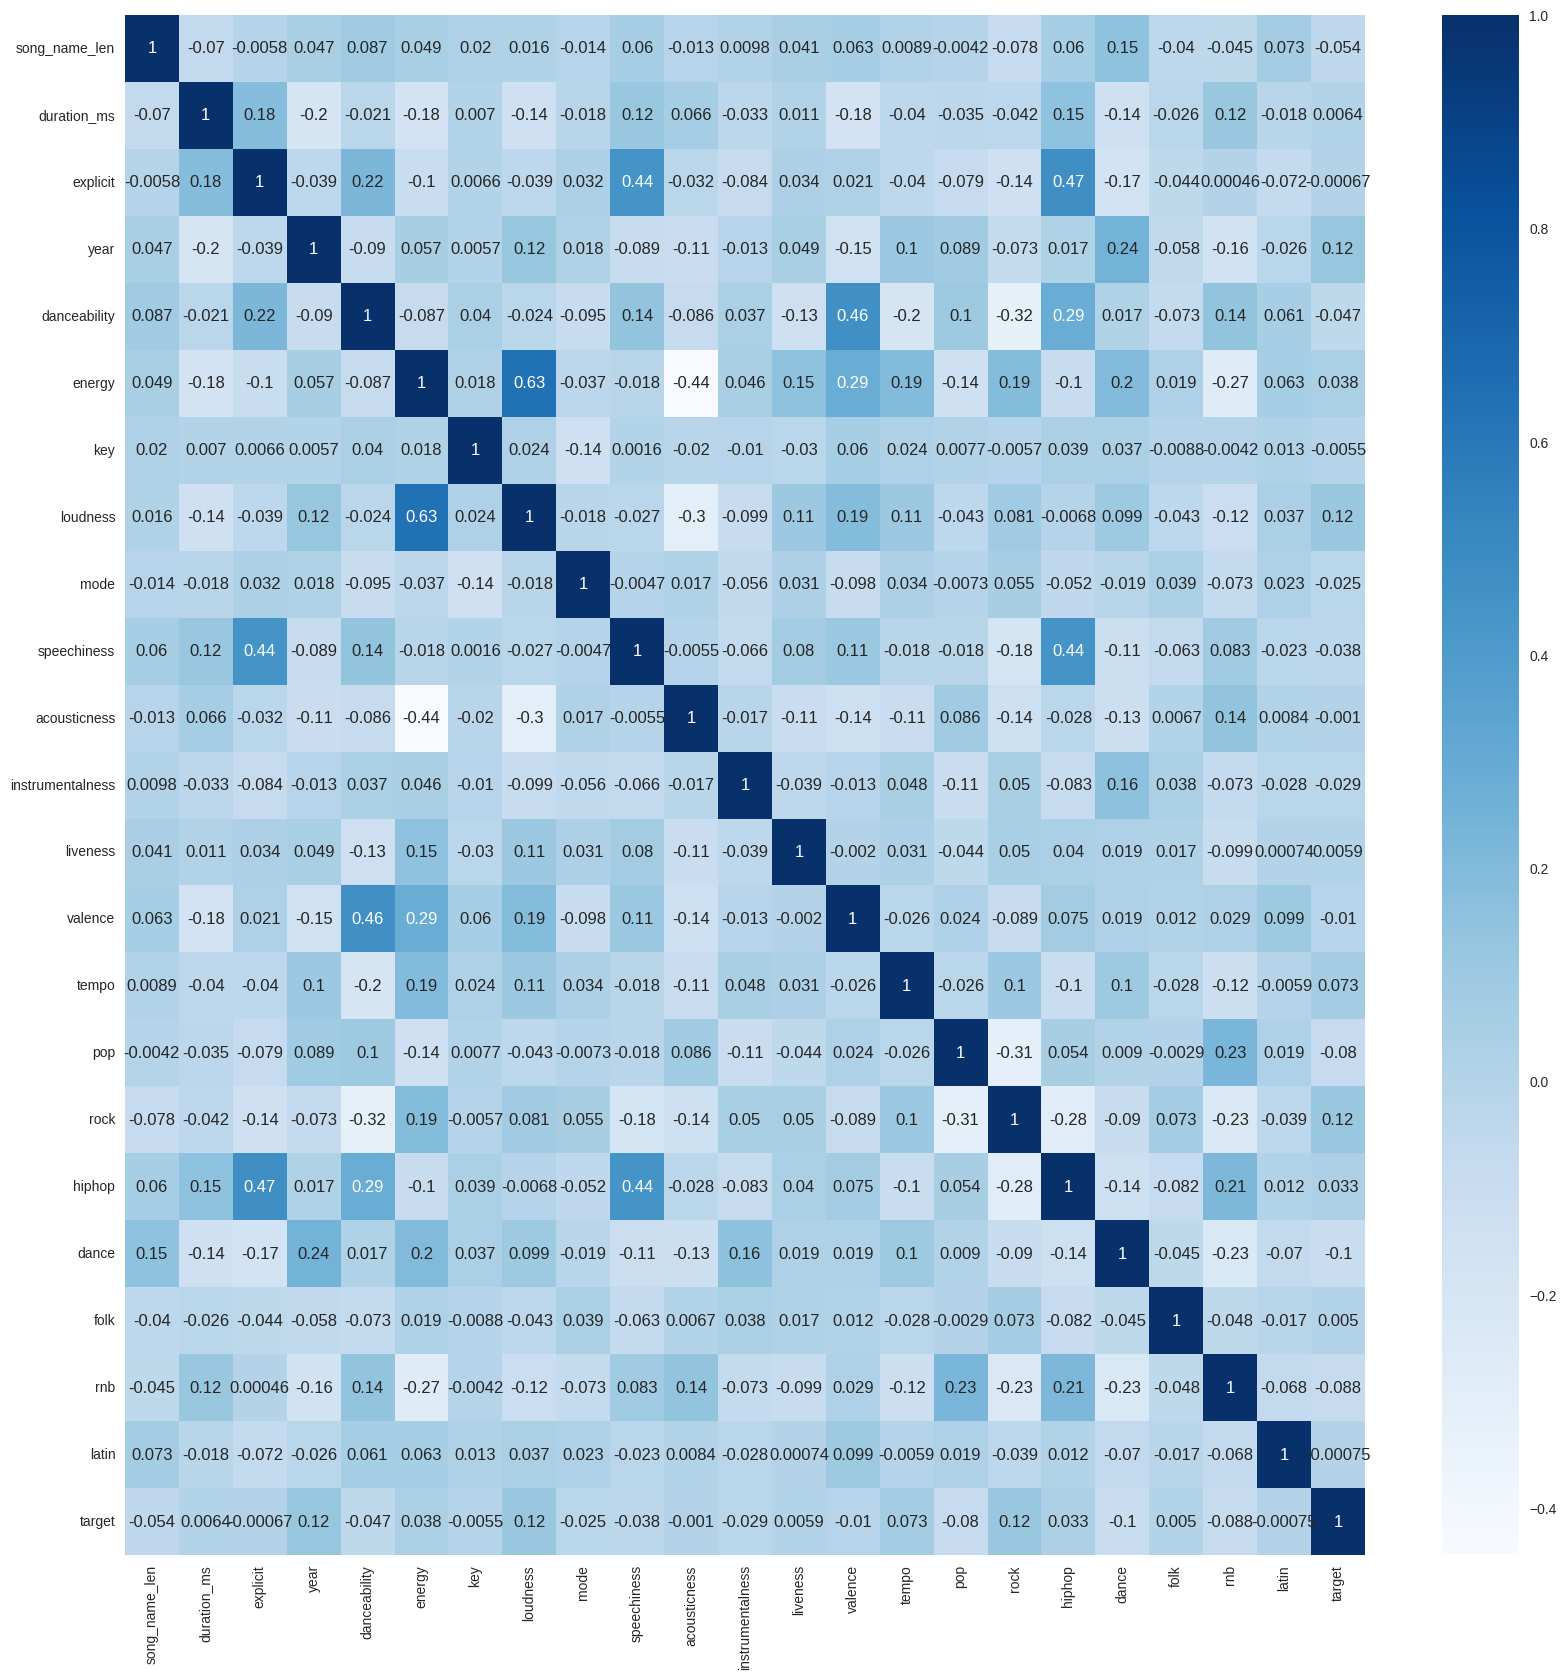 song_name_len 1 -0.07 -0.0058 0.047 0.087 0.049 0.02 0.016 -0.014 0.06 -0.013 0.0098 0.041 0.063 0.0089 -0.0042 -0.078 0.06 0.15 -0.04 -0.045 0.073 -0.054
duration_ms -0.07 1 0.18 -0.2 -0.021 -0.18 0.007 -0.14 -0.018 0.12 0.066 -0.033 0.011 -0.18 -0.04 -0.035 -0.042 0.15 -0.14 -0.026 0.12 -0.018 0.0064
explicit -0.0058 0.18 1 -0.039 0.22 -0.1 0.0066 -0.039 0.032 0.44 -0.032 -0.084 0.034 0.021 -0.04 -0.079 -0.14 0.47 -0.17 -0.044 0.00046 -0.072 -0.00067
year 0.047 -0.2 -0.039 1 -0.09 0.057 0.0057 0.12 0.018 -0.089 -0.11 -0.013 0.049 -0.15 0.1 0.089 -0.073 0.017 0.24 -0.058 -0.16 -0.026 0.12
danceability 0.087 -0.021 0.22 -0.09 1 -0.087 0.04 -0.024 -0.095 0.14 -0.086 0.037 -0.13 0.46 -0.2 0.1 -0.32 0.29 0.017 -0.073 0.14 0.061 -0.047
energy 0.049 -0.18 -0.1 0.057 -0.087 1 0.018 0.63 -0.037 -0.018 -0.44 0.046 0.15 0.29 0.19 -0.14 0.19 -0.1 0.2 0.019 -0.27 0.063 0.038
key 0.02 0.007 0.0066 0.0057 0.04 0.018 1 0.024 -0.14 0.0016 -0.02 -0.01 -0.03 0.06 0.024 0.0077 -0.0057 0.039 0.037 -0.0088 -0.0042 0.013 -0.0055
loudness 0.016 -0.14 -0.039 0.12 -0.024 0.63 0.024 1 -0.018 -0.027 -0.3 -0.099 0.11 0.19 0.11 -0.043 0.081 -0.0068 0.099 -0.043 -0.12 0.037 0.12
mode -0.014 -0.018 0.032 0.018 -0.095 -0.037 -0.14 -0.018 1 -0.0047 0.017 -0.056 0.031 -0.098 0.034 -0.0073 0.055 -0.052 -0.019 0.039 -0.073 0.023 -0.025
speechiness 0.06 0.12 0.44 -0.089 0.14 -0.018 0.0016 -0.027 -0.0047 1 -0.0055 -0.066 0.08 0.11 -0.018 -0.018 -0.18 0.44 -0.11 -0.063 0.083 -0.023 -0.038
acousticness -0.013 0.066 -0.032 -0.11 -0.086 -0.44 -0.02 -0.3 0.017 -0.0055 1 -0.017 -0.11 -0.14 -0.11 0.086 -0.14 -0.028 -0.13 0.0067 0.14 0.0084 -0.001
instrumentalness 0.0098 -0.033 -0.084 -0.013 0.037 0.046 -0.01 -0.099 -0.056 -0.066 -0.017 1 -0.039 -0.013 0.048 -0.11 0.05 -0.083 0.16 0.038 -0.073 -0.028 -0.029
liveness 0.041 0.011 0.034 0.049 -0.13 0.15 -0.03 0.11 0.031 0.08 -0.11 -0.039 1 -0.002 0.031 -0.044 0.05 0.04 0.019 0.017 -0.099 0.00074 0.0059
valence 0.063 -0.18 0.021 -0.15 0.46 0.29 0.06 0.19 -0.098 0.11 -0.14 -0.013 -0.002 1 -0.026 0.024 -0.089 0.075 0.019 0.012 0.029 0.099 -0.01
tempo 0.0089 -0.04 -0.04 0.1 -0.2 0.19 0.024 0.11 0.034 -0.018 -0.11 0.048 0.031 -0.026 1 -0.026 0.1 -0.1 0.1 -0.028 -0.12 -0.0059 0.073
pop -0.0042 -0.035 -0.079 0.089 0.1 -0.14 0.0077 -0.043 -0.0073 -0.018 0.086 -0.11 -0.044 0.024 -0.026 1 -0.31 0.054 0.009 -0.0029 0.23 0.019 -0.08
rock -0.078 -0.042 -0.14 -0.073 -0.32 0.19 -0.0057 0.081 0.055 -0.18 -0.14 0.05 0.05 -0.089 0.1 -0.31 1 -0.28 -0.09 0.073 -0.23 -0.039 0.12
hiphop 0.06 0.15 0.47 0.017 0.29 -0.1 0.039 -0.0068 -0.052 0.44 -0.028 -0.083 0.04 0.075 -0.1 0.054 -0.28 1 -0.14 -0.082 0.21 0.012 0.033
dance 0.15 -0.14 -0.17 0.24 0.017 0.2 0.037 0.099 -0.019 -0.11 -0.13 0.16 0.019 0.019 0.1 0.009 -0.09 -0.14 1 -0.045 -0.23 -0.07 -0.1
folk -0.04 -0.026 -0.044 -0.058 -0.073 0.019 -0.0088 -0.043 0.039 -0.063 0.0067 0.038 0.017 0.012 -0.028 -0.0029 0.073 -0.082 -0.045 1 -0.048 -0.017 0.005
rnb -0.045 0.12 0.00046 -0.16 0.14 -0.27 -0.0042 -0.12 -0.073 0.083 0.14 -0.073 -0.099 0.029 -0.12 0.23 -0.23 0.21 -0.23 -0.048 1 -0.068 -0.088
latin 0.073 -0.018 -0.072 -0.026 0.061 0.063 0.013 0.037 0.023 -0.023 0.0084 -0.028 0.00074 0.099 -0.0059 0.019 -0.039 0.012 -0.07 -0.017 -0.068 1 0.00075
target -0.054 0.0064 -0.00067 0.12 -0.047 0.038 -0.0055 0.12 -0.025 -0.038 -0.001 -0.029 0.0059 -0.01 0.073 -0.08 0.12 0.033 -0.1 0.005 -0.088 -0.00075 1
song_name_len duration_ms explicit year danceability energy key loudness mode speechiness acousticness instrumentalness liveness valence tempo pop rock hiphop dance folk rnb latin target
1.0
0.8
0.6
0.4
0.2
0.0
−0.2
−0.4